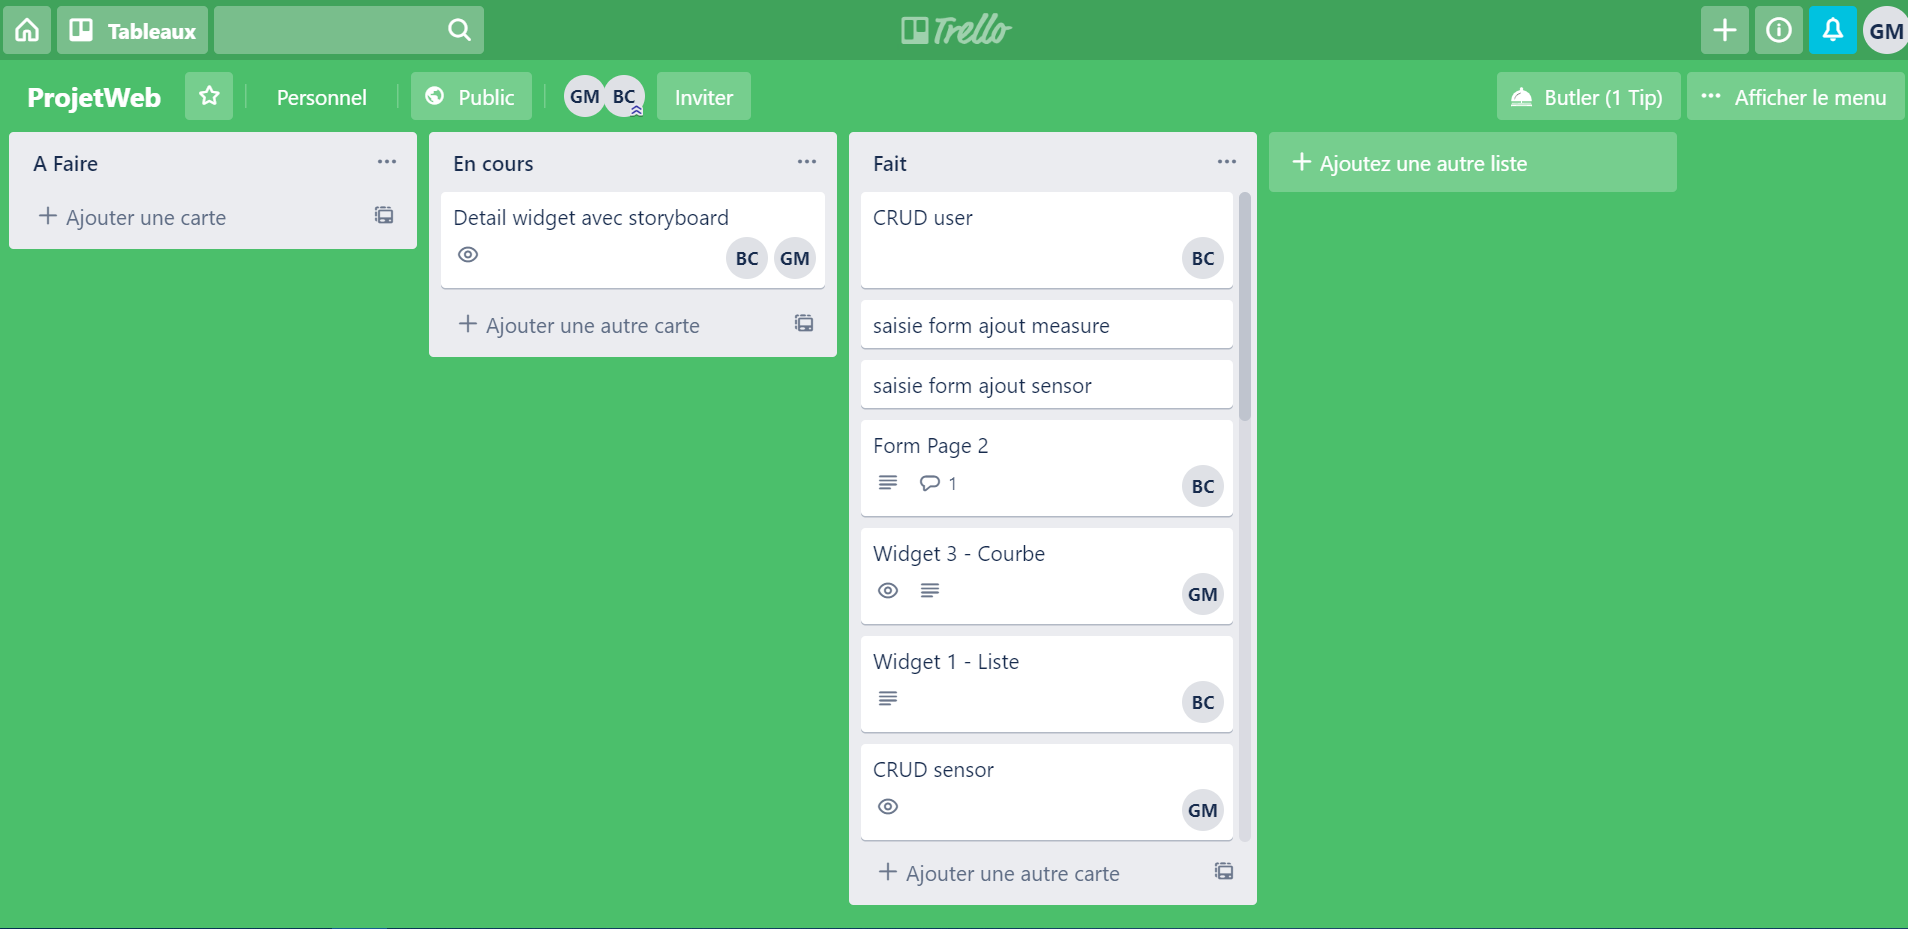 Tableaux
Trello
GM
ProjetWeb
Personnel
Public
GM BC
Inviter
Butler (1 Tip)
Afficher le menu
A Faire
Ajouter une carte
En cours
Detail widget avec storyboard
BC GM
Ajouter une autre carte
Fait
CRUD user
BC
saisie form ajout measure
saisie form ajout sensor
Form Page 2
1
BC
Widget 3 - Courbe
GM
Widget 1 - Liste
BC
CRUD sensor
GM
Ajouter une autre carte
Ajoutez une autre liste